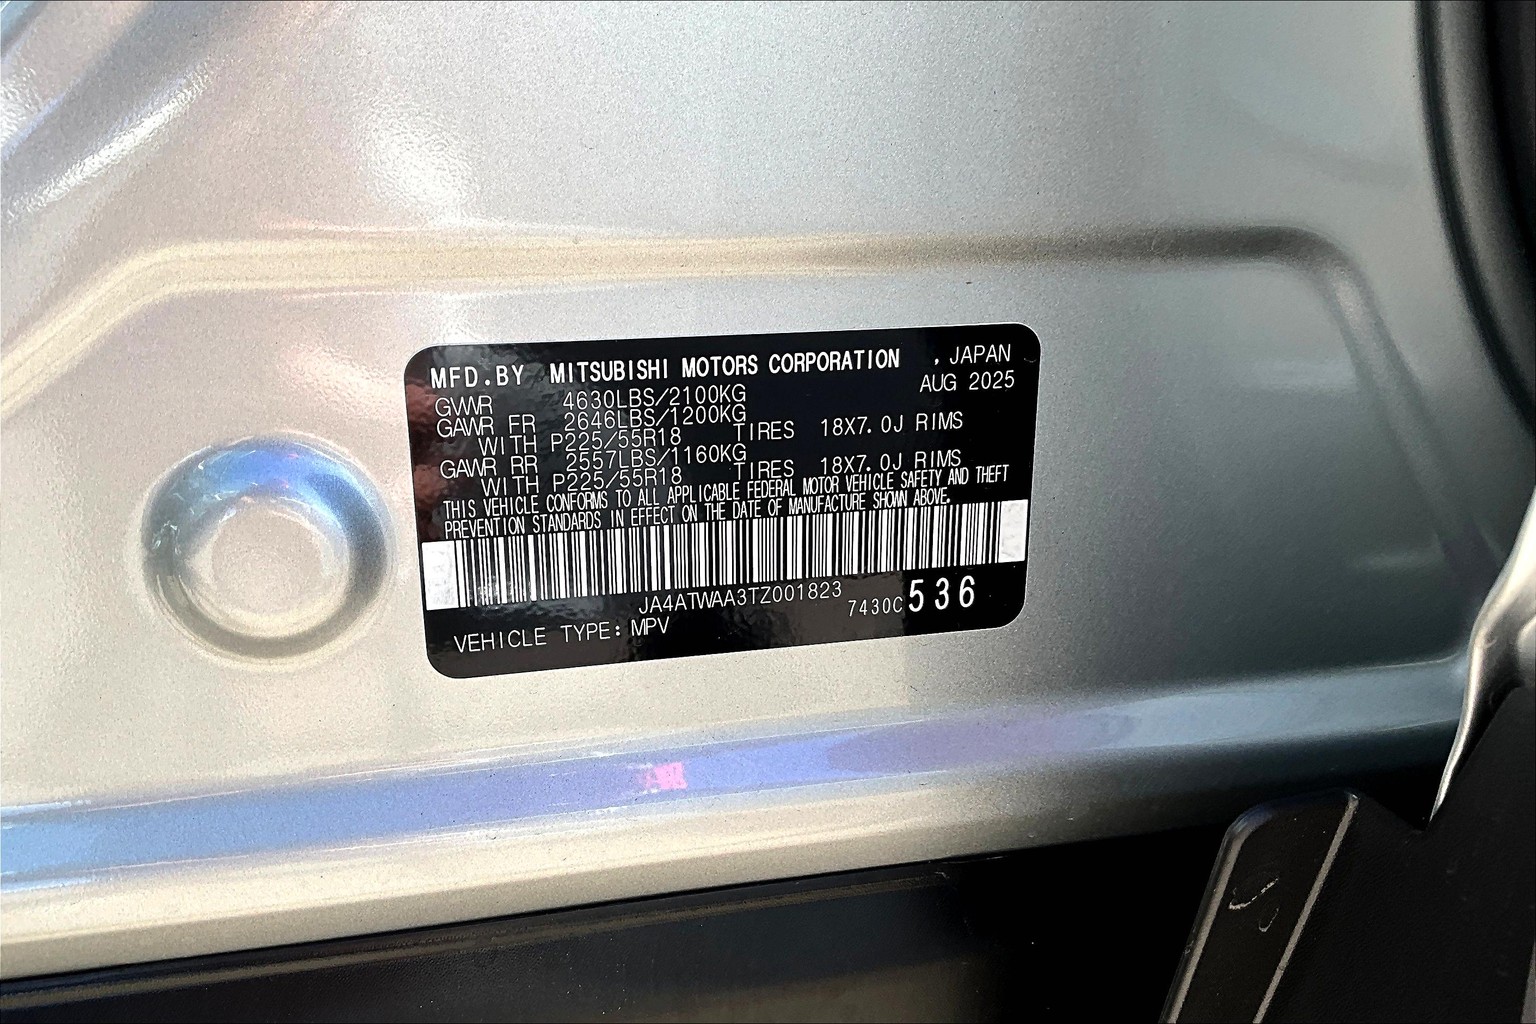 MFD.BY MITSUBISHI MOTORS CORPORATION , JAPAN
AUG 2025
GVWR 4630LBS/2100KG
GAWR FR 2646LBS/1200KG
WITH P225/55R18 TIRES 18X7.0J RIMS
GAWR RR 2557LBS/1160KG
WITH P225/55R18 TIRES 18X7.0J RIMS
THIS VEHICLE CONFORMS TO ALL APPLICABLE FEDERAL MOTOR VEHICLE SAFETY AND THEFT
PREVENTION STANDARDS IN EFFECT ON THE DATE OF MANUFACTURE SHOWN ABOVE.
JA4ATWAA3TZ001823
7430C536
VEHICLE TYPE: MPV